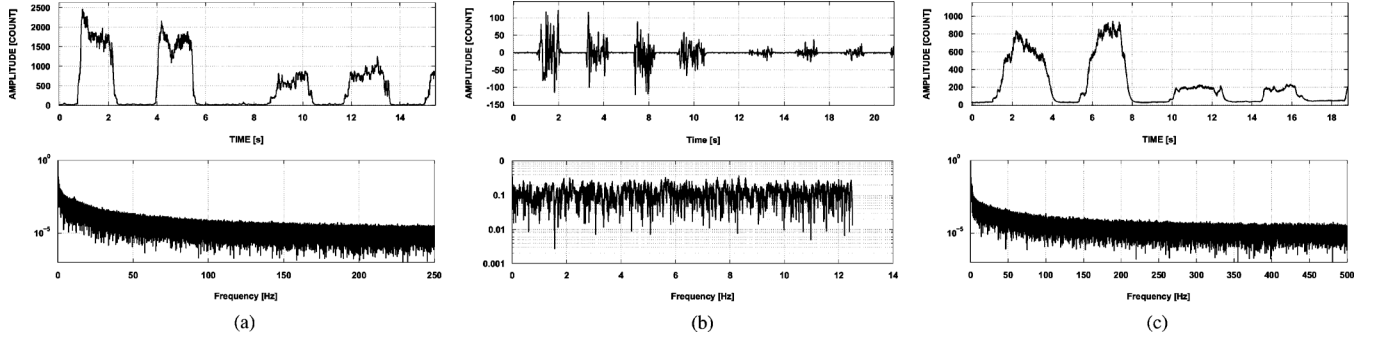 AMPLITUDE [COUNT]
2500
2000
1500
1000
500
0
0 2 4 6 8 10 12 14
TIME [s]
10^0
10^-5
0 50 100 150 200 250
Frequency [Hz]
(a)
AMPLITUDE [COUNT]
100
50
0
-50
-100
-150
0 2 4 6 8 10 12 14 16 20
Time [s]
0
0.1
0.01
0.001
0 2 4 6 8 10 12 14
Frequency [Hz]
(b)
AMPLITUDE [COUNT]
1000
800
600
400
200
0
0 2 4 6 8 10 12 14 16 18
TIME [s]
10^0
10^-5
0 50 100 150 200 250 300 350 400 450 500
Frequency [Hz]
(c)